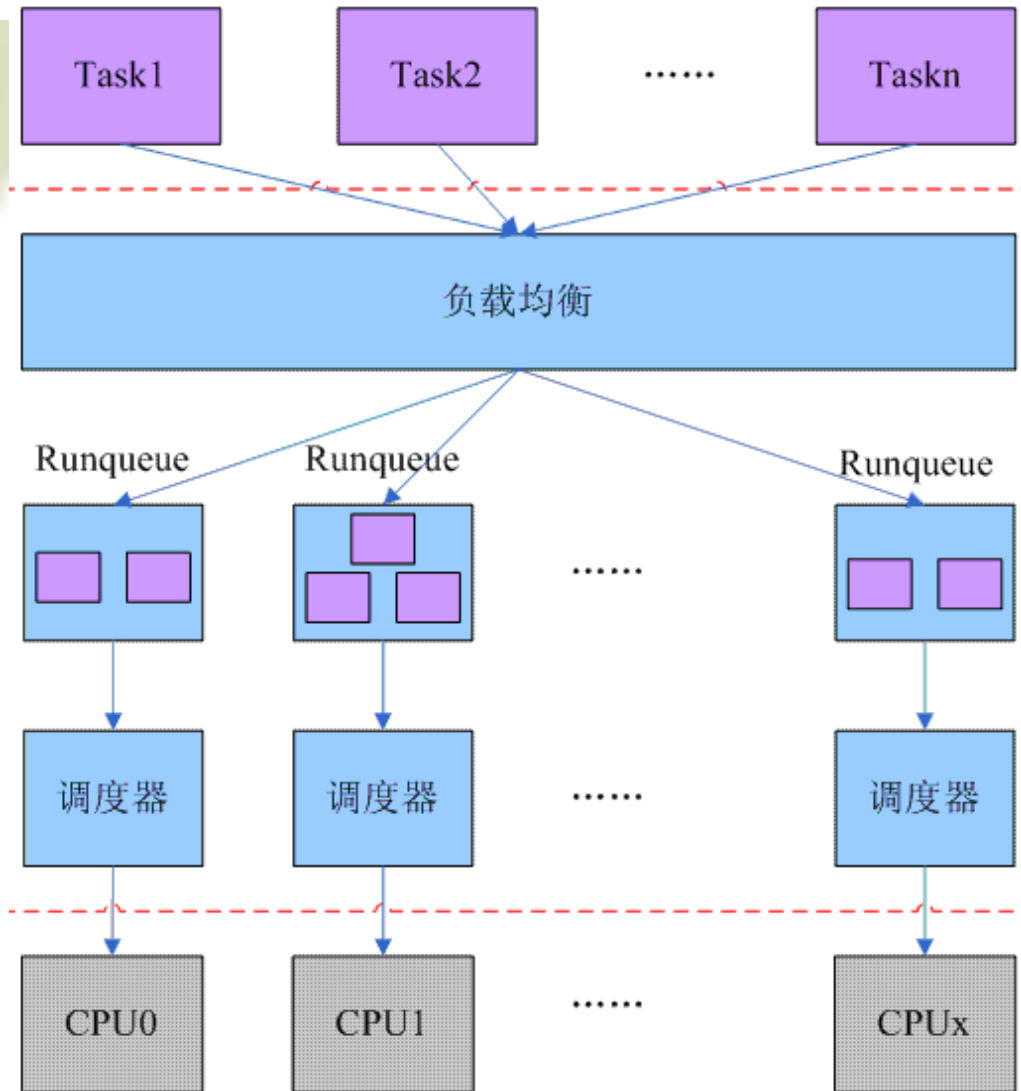 Task1 Task2 …… Taskn
负载均衡
Runqueue Runqueue Runqueue
……
调度器 调度器 …… 调度器
CPU0 CPU1 …… CPUx